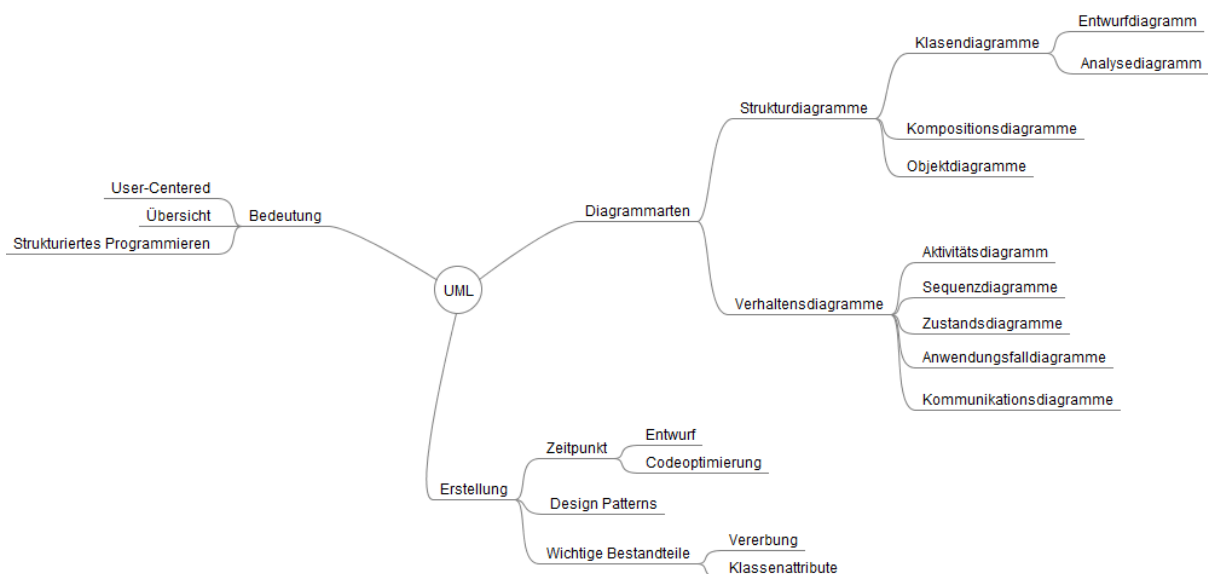 UML
Bedeutung
User-Centered
Übersicht
Strukturiertes Programmieren
Diagrammarten
Strukturdiagramme
Klasendiagramme
Entwurfdiagramm
Analysediagramm
Kompositionsdiagramme
Objektdiagramme
Verhaltensdiagramme
Aktivitätsdiagramm
Sequenzdiagramme
Zustandsdiagramme
Anwendungsfalldiagramme
Kommunikationsdiagramme
Erstellung
Zeitpunkt
Entwurf
Codeoptimierung
Design Patterns
Wichtige Bestandteile
Vererbung
Klassenattribute